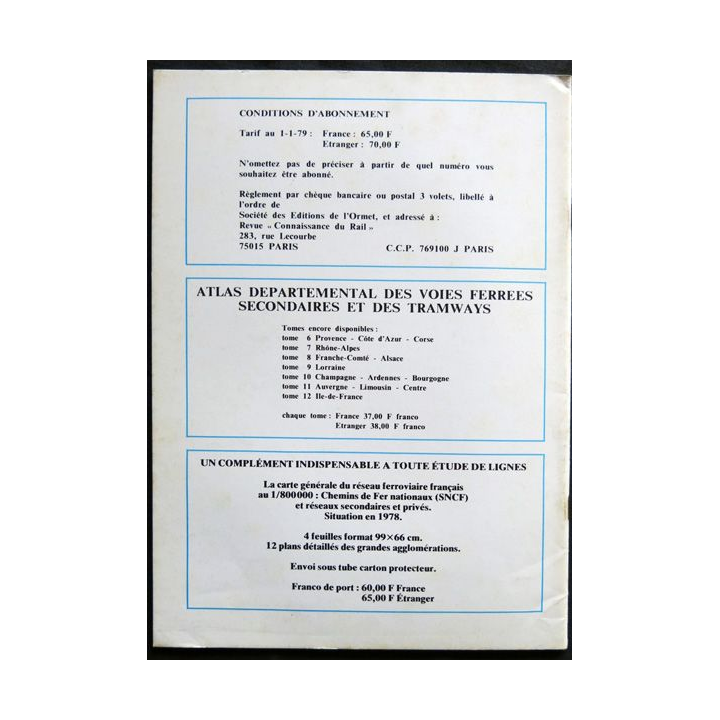 CONDITIONS D'ABONNEMENT
Tarif au 1-1-79 : France : 65,00 F
Etranger : 70,00 F
N'omettez pas de préciser à partir de quel numéro vous
souhaitez être abonné.
Règlement par chèque bancaire ou postal 3 volets, libellé à
l'ordre de
Société des Editions de l'Ormet, et adressé à :
Revue « Connaissance du Rail »
283, rue Lecourbe
75015 PARIS C.C.P. 769100 J PARIS
ATLAS DEPARTEMENTAL DES VOIES FERREES
SECONDAIRES ET DES TRAMWAYS
Tomes encore disponibles :
tome 6 Provence - Côte d'Azur - Corse
tome 7 Rhône-Alpes
tome 8 Franche-Comté - Alsace
tome 9 Lorraine
tome 10 Champagne - Ardennes - Bourgogne
tome 11 Auvergne - Limousin - Centre
tome 12 Ile-de-France
chaque tome : France 37,00 F franco
Etranger 38,00 F franco
UN COMPLÉMENT INDISPENSABLE A TOUTE ÉTUDE DE LIGNES
La carte générale du réseau ferroviaire français
au 1/800000 : Chemins de Fer nationaux (SNCF)
et réseaux secondaires et privés.
Situation en 1978.
4 feuilles format 99×66 cm.
12 plans détaillés des grandes agglomérations.
Envoi sous tube carton protecteur.
Franco de port : 60,00 F France
65,00 F Étranger